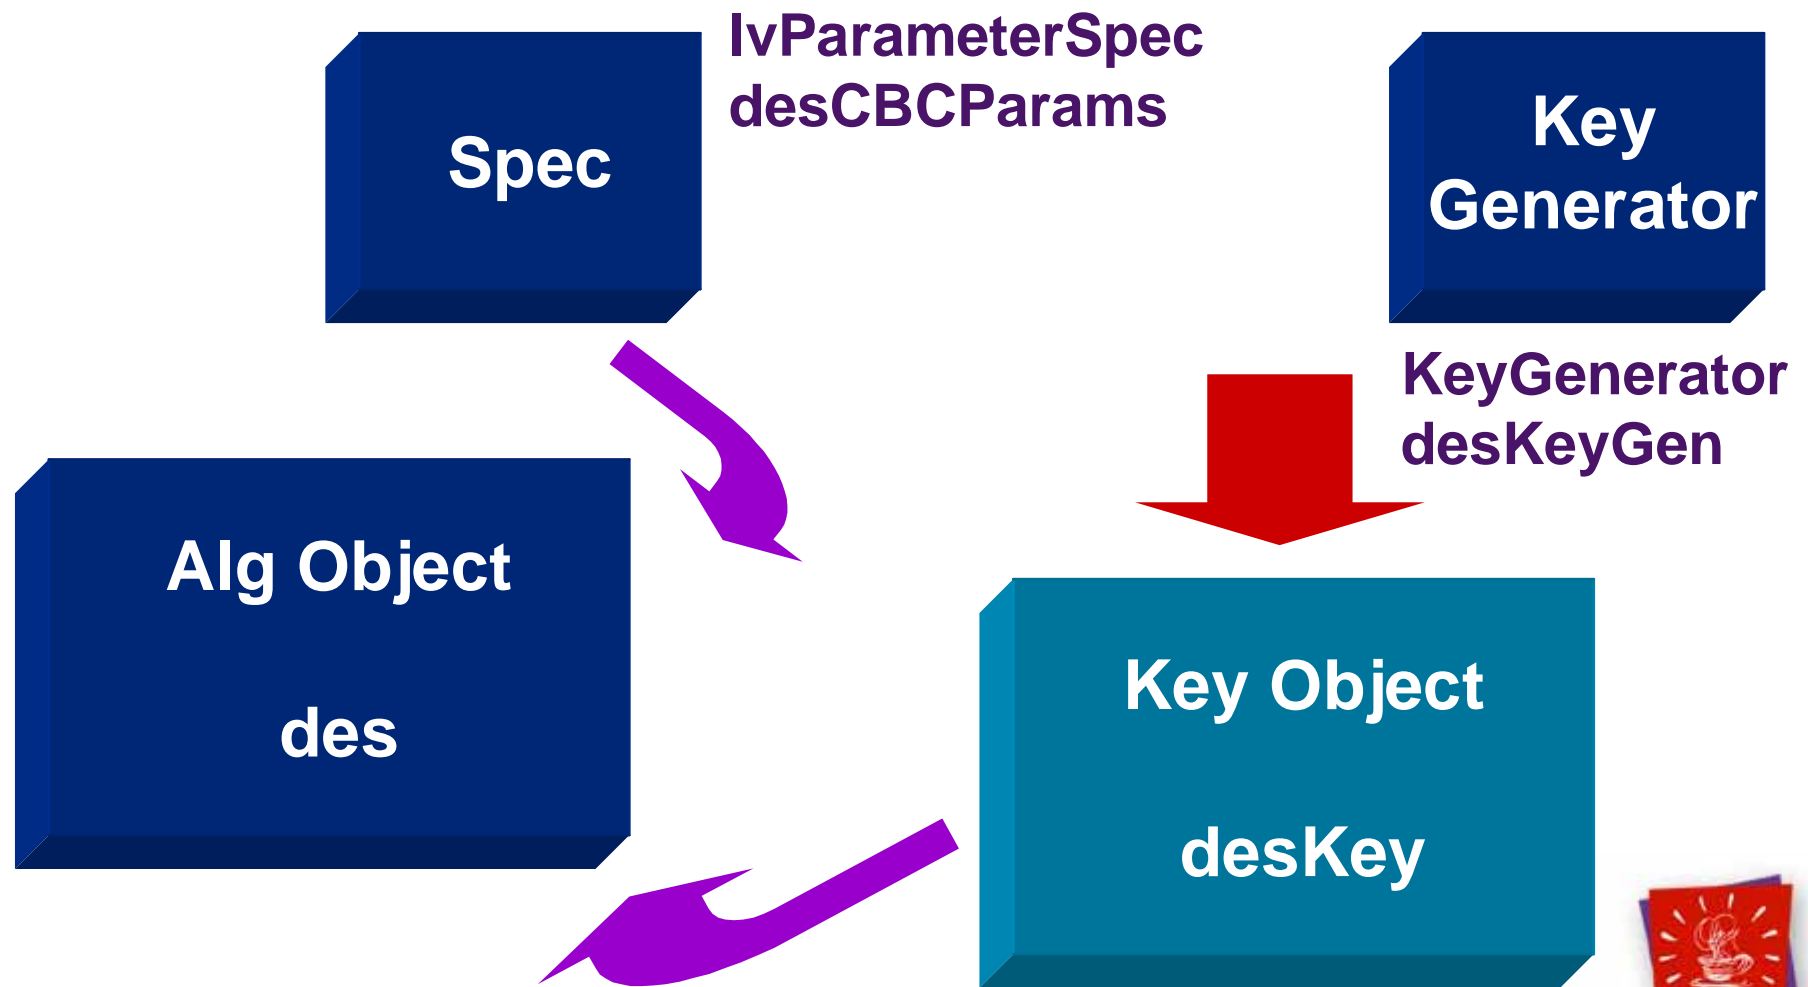 Spec
IvParameterSpec
desCBCParams
Key
Generator
KeyGenerator
desKeyGen
Alg Object
des
Key Object
desKey